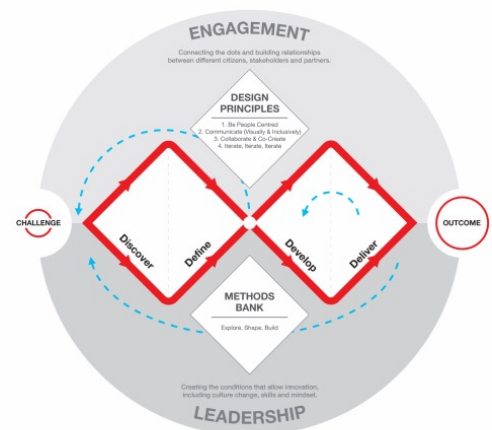 ENGAGEMENT
Connecting the dots and building relationships
between different citizens, stakeholders and partners.
DESIGN
PRINCIPLES
1. Be People Centred
2. Communicate (Visually & Inclusively)
3. Collaborate & Co-Create
4. Iterate, Iterate, Iterate
CHALLENGE
OUTCOME
Discover
Define
Develop
Deliver
METHODS
BANK
Explore, Shape, Build
Creating the conditions that allow innovation,
including culture change, skills and mindset.
LEADERSHIP